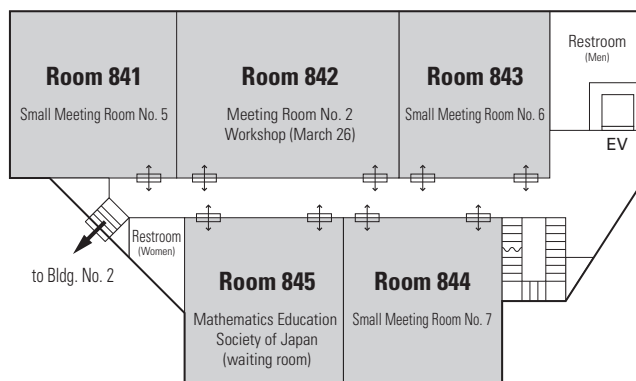 Room 841
Small Meeting Room No. 5
Room 842
Meeting Room No. 2
Workshop (March 26)
Room 843
Small Meeting Room No. 6
Restroom
(Men)
EV
to Bldg. No. 2
Restroom
(Women)
Room 845
Mathematics Education
Society of Japan
(waiting room)
Room 844
Small Meeting Room No. 7